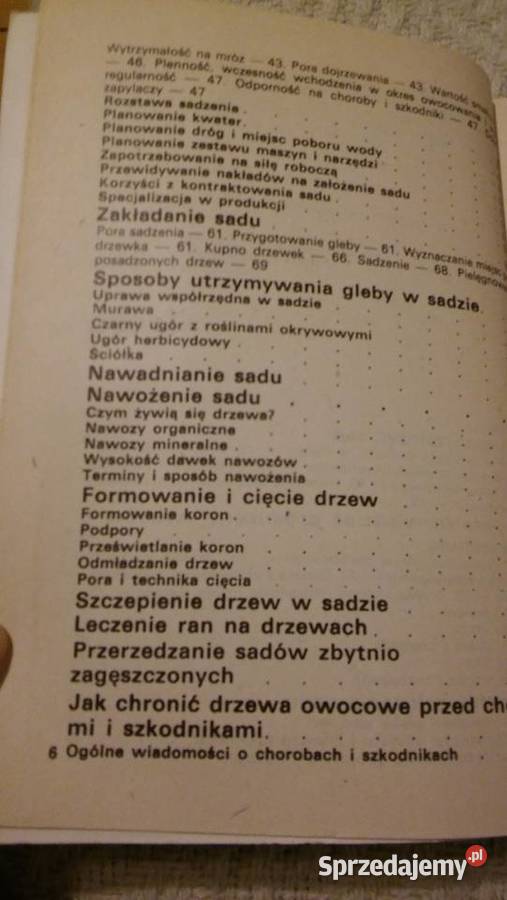 Wytrzymałość na mróz — 43. Pora dojrzewania — 43. Wartość
— 46. Plenność, wczesność wchodzenia w okres owocowania
regularność — 47. Odporność na choroby i szkodniki — 47.
zapylaczy — 47
Rozstawa sadzenia
Planowanie kwater
Planowanie dróg i miejsc poboru wody
Planowanie zestawu maszyn i narzędzi
Zapotrzebowanie na siłę roboczą
Przewidywanie nakładów na założenie sadu
Korzyści z kontraktowania sadu
Specjalizacja w produkcji
Zakładanie sadu
Pora sadzenia — 61. Przygotowanie gleby — 61. Wyznaczanie miejsc
drzewka — 61. Kupno drzewek — 66. Sadzenie — 68. Pielęgnow
posadzonych drzew — 69
Sposoby utrzymywania gleby w sadzie.
Uprawa współrzędna w sadzie
Murawa
Czarny ugór z roślinami okrywowymi
Ugór herbicydowy
Ściółka
Nawadnianie sadu
Nawożenie sadu
Czym żywią się drzewa?
Nawozy organiczne
Nawozy mineralne
Wysokość dawek nawozów
Terminy i sposób nawożenia
Formowanie i cięcie drzew
Formowanie koron
Podpory
Prześwietlanie koron
Odmładzanie drzew
Pora i technika cięcia
Szczepienie drzew w sadzie
Leczenie ran na drzewach
Przerzedzanie sadów zbytnio
zagęszczonych
Jak chronić drzewa owocowe przed cho
mi i szkodnikami
6 Ogólne wiadomości o chorobach i szkodnikach
Sprzedajemy.pl